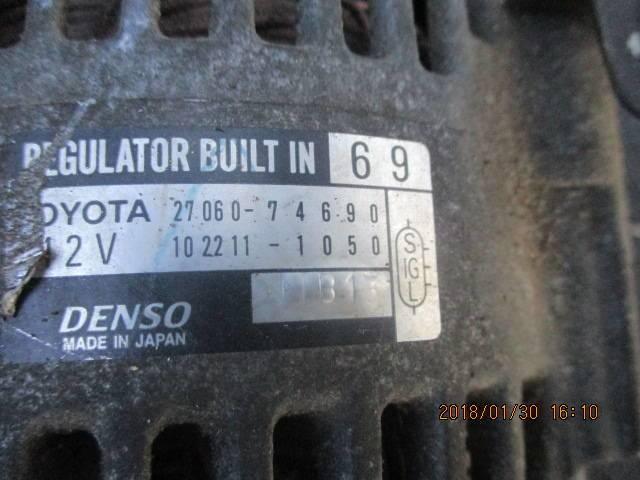 REGULATOR BUILT IN 69
TOYOTA 27060-74690
12V 102211-1050
S
IG
L
DENSO
MADE IN JAPAN
2018/01/30 16:10